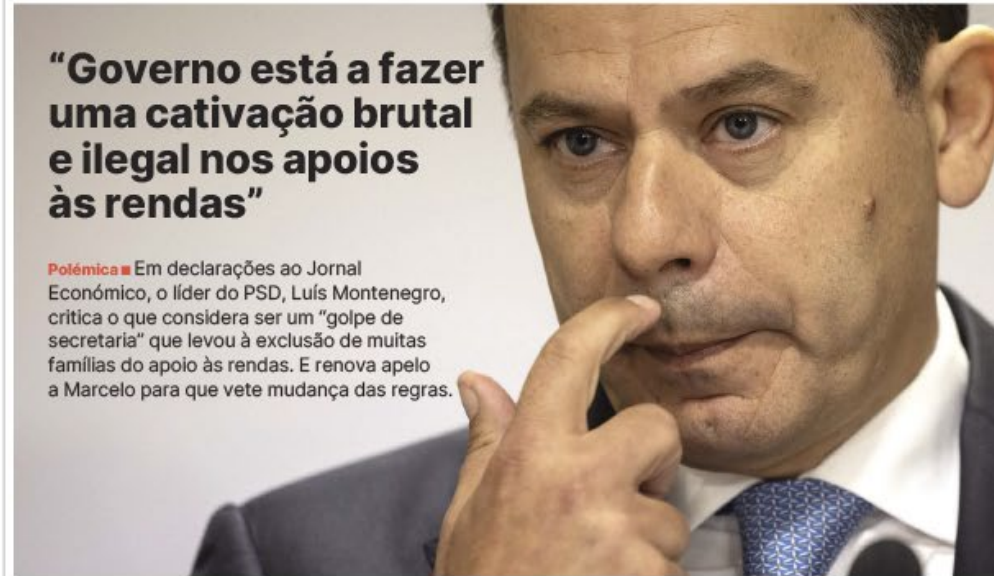 “Governo está a fazer
uma cativação brutal
e ilegal nos apoios
às rendas”
Polémica ■ Em declarações ao Jornal
Económico, o líder do PSD, Luís Montenegro,
critica o que considera ser um “golpe de
secretaria” que levou à exclusão de muitas
famílias do apoio às rendas. E renova apelo
a Marcelo para que vete mudança das regras.